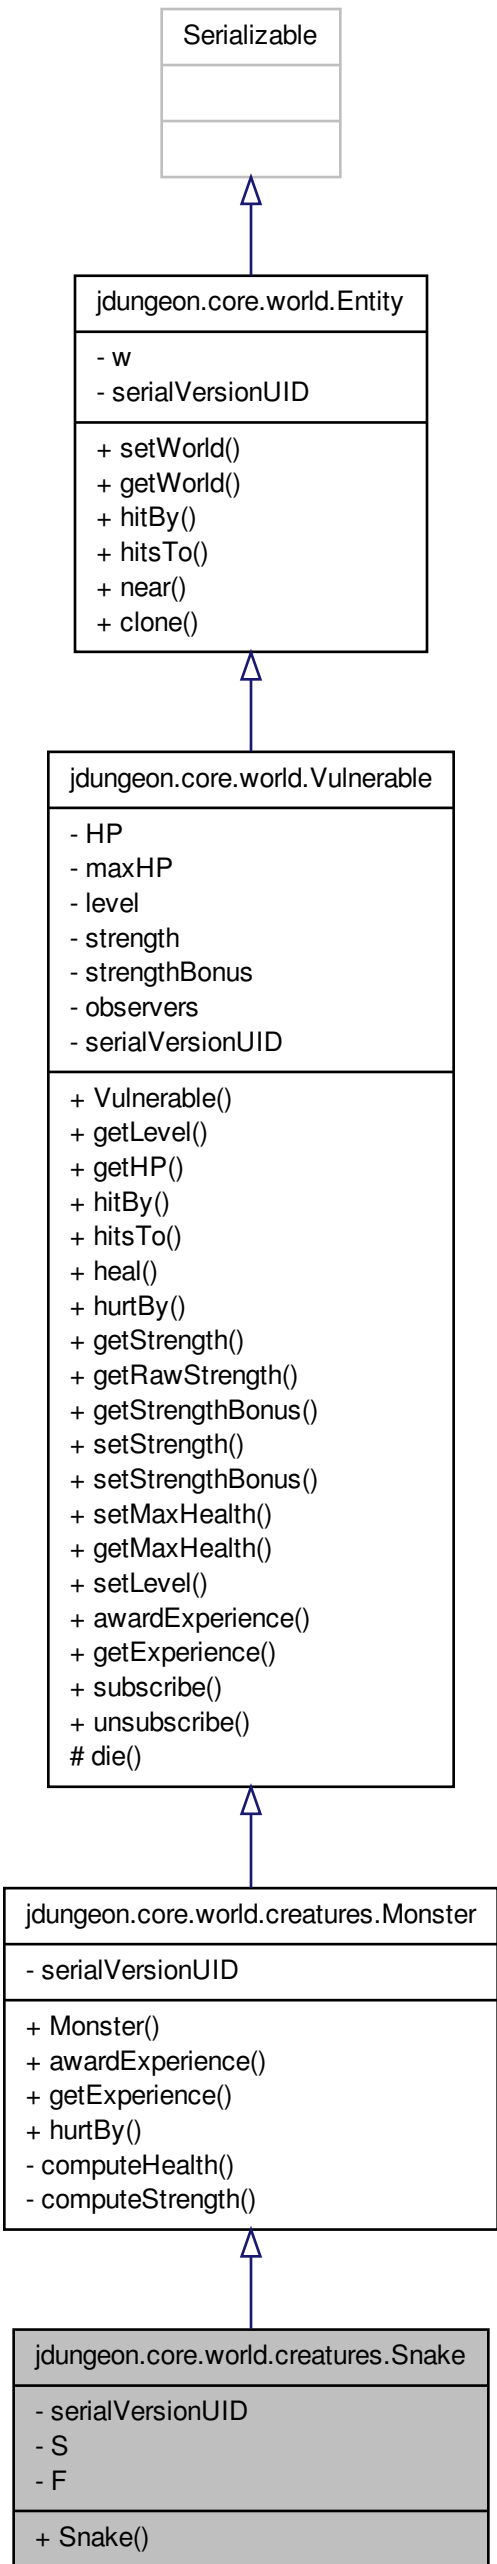 Serializable
jdungeon.core.world.Entity
- w
- serialVersionUID
+ setWorld()
+ getWorld()
+ hitBy()
+ hitsTo()
+ near()
+ clone()
jdungeon.core.world.Vulnerable
- HP
- maxHP
- level
- strength
- strengthBonus
- observers
- serialVersionUID
+ Vulnerable()
+ getLevel()
+ getHP()
+ hitBy()
+ hitsTo()
+ heal()
+ hurtBy()
+ getStrength()
+ getRawStrength()
+ getStrengthBonus()
+ setStrength()
+ setStrengthBonus()
+ setMaxHealth()
+ getMaxHealth()
+ setLevel()
+ awardExperience()
+ getExperience()
+ subscribe()
+ unsubscribe()
# die()
jdungeon.core.world.creatures.Monster
- serialVersionUID
+ Monster()
+ awardExperience()
+ getExperience()
+ hurtBy()
- computeHealth()
- computeStrength()
jdungeon.core.world.creatures.Snake
- serialVersionUID
- S
- F
+ Snake()